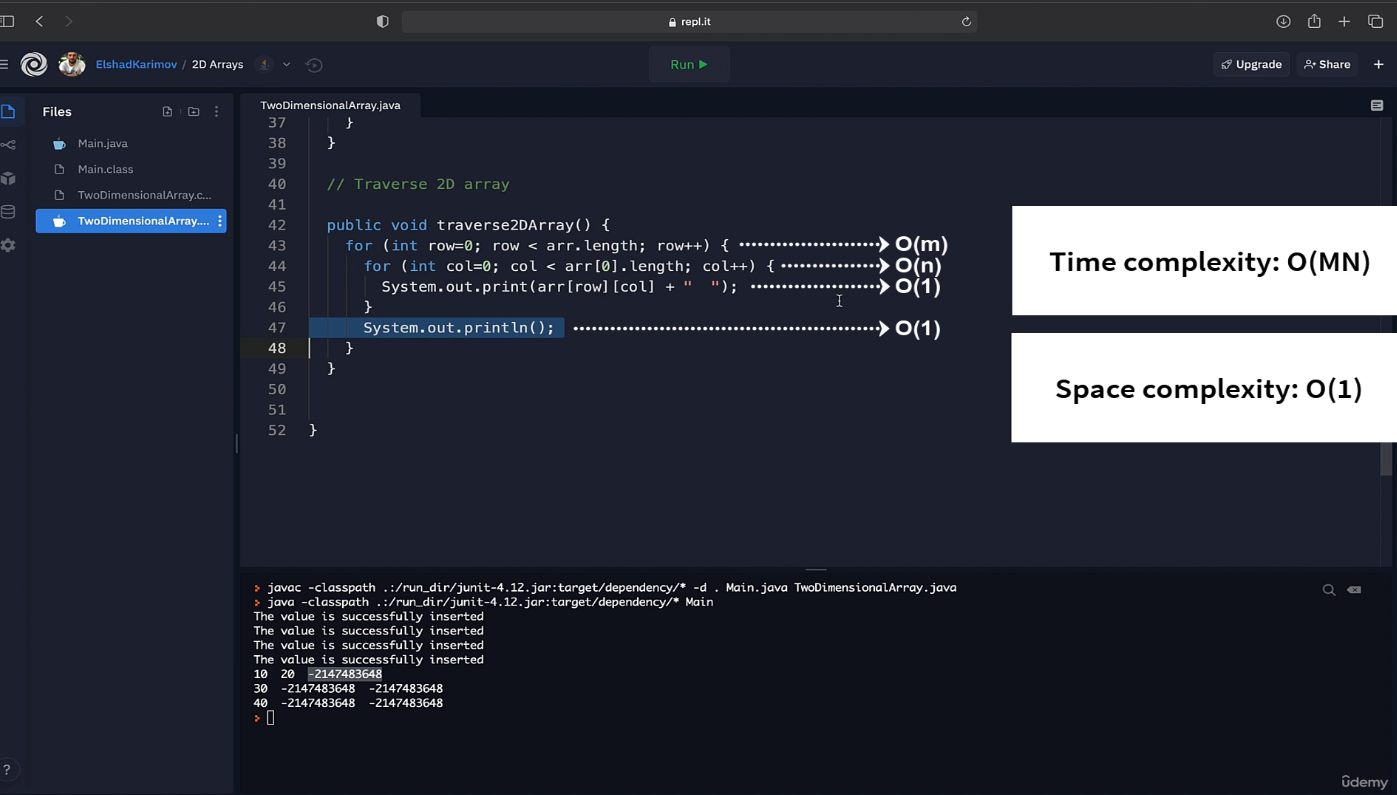 repl.it
ElshadKarimov / 2D Arrays
Run
Upgrade
Share
Files
Main.java
Main.class
TwoDimensionalArray.c...
TwoDimensionalArray....
TwoDimensionalArray.java
37 }
38 }
39
40 // Traverse 2D array
41
42 public void traverse2DArray() {
43 for (int row=0; row < arr.length; row++) { O(m)
44 for (int col=0; col < arr[0].length; col++) { O(n)
45 System.out.print(arr[row][col] + "  "); O(1)
46 }
47 System.out.println(); O(1)
48 }
49 }
50
51
52 }
Time complexity: O(MN)
Space complexity: O(1)
> javac -classpath .:/run_dir/junit-4.12.jar:target/dependency/* -d . Main.java TwoDimensionalArray.java
> java -classpath .:/run_dir/junit-4.12.jar:target/dependency/* Main
The value is successfully inserted
The value is successfully inserted
The value is successfully inserted
The value is successfully inserted
10 20 -2147483648
30 -2147483648 -2147483648
40 -2147483648 -2147483648
>
?
ûdemy